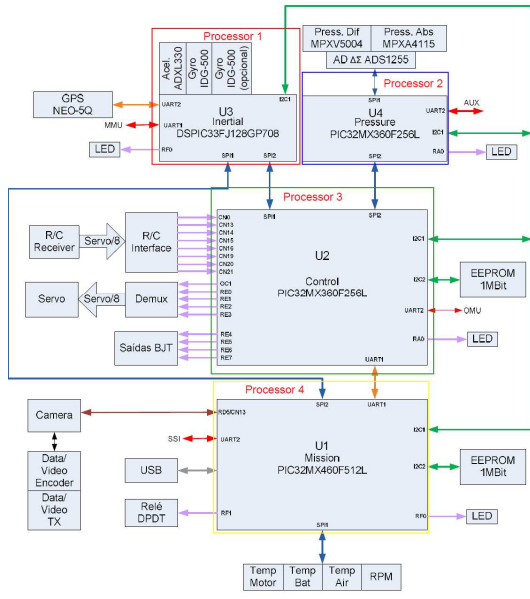 Processor 1
Acel.
ADXL330
Gyro
IDG-500
Gyro
IDG-500
(opcional)
Press. Dif
MPXV5004
Press. Abs
MPXA4115
AD ΔΣ ADS1255
Processor 2
GPS
NEO-5Q
UART2
MMU
UART1
LED
RF0
I2C1
U3
Inertial
DSPIC33FJ128GP708
SPI1
SPI2
SPI1
U4
Pressure
PIC32MX360F256L
UART2
AUX
I2C1
RA0
LED
SPI2
Processor 3
SPI1
SPI2
R/C
Receiver
Servo/8
R/C
Interface
CN0
CN13
CN14
CN15
CN16
CN19
CN20
CN21
U2
Control
PIC32MX360F256L
I2C1
I2C2
EEPROM
1MBit
Servo
Servo/8
Demux
OC1
RE0
RE1
RE2
RE3
UART2
OMU
Saídas BJT
RE4
RE5
RE6
RE7
RA0
LED
UART1
Processor 4
SPI2
UART1
Camera
RD5/CN13
SSI
UART2
U1
Mission
PIC32MX460F512L
I2C1
I2C2
EEPROM
1MBit
Data/
Video
Encoder
Data/
Video
TX
USB
Relé
DPDT
RP1
RF0
LED
SPI1
Temp
Motor
Temp
Bat
Temp
Air
RPM